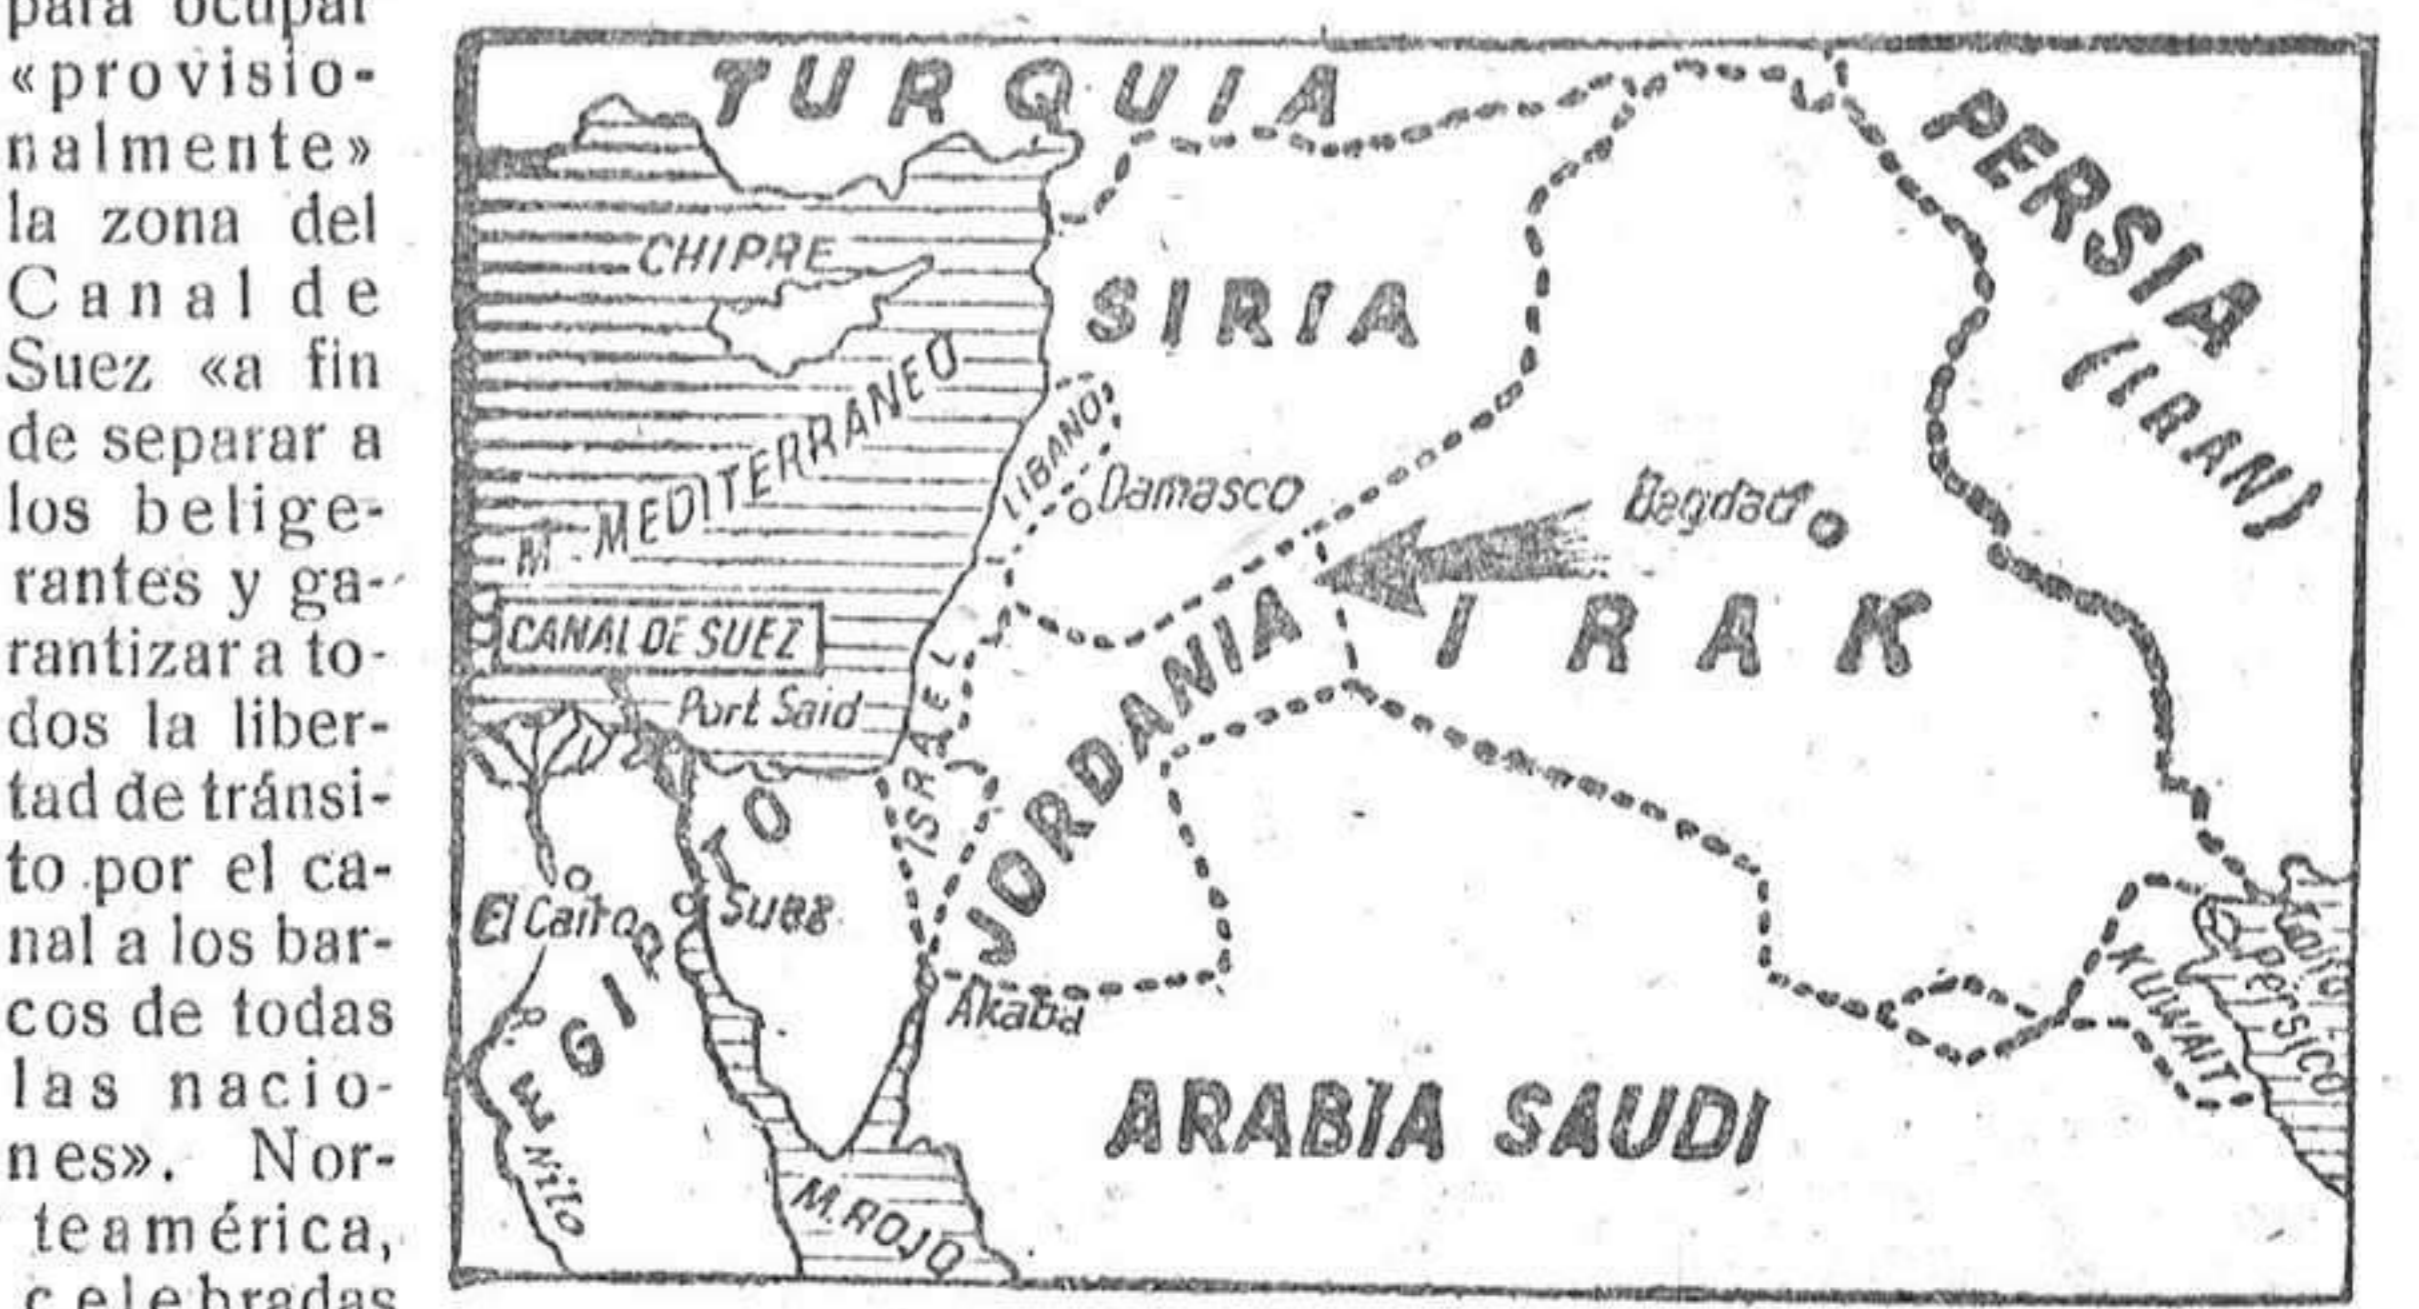 para ocupar
«provisio-
nalmente»
la zona del
Canal de
Suez «a fin
de separar a
los belige-
rantes y ga-
rantizar a to-
dos la liber-
tad de tránsi-
to por el ca-
nal a los bar-
cos de todas
las nacio-
nes». Nor-
teamérica,
celebradas
TURQUIA
PERSIA
(IRAN)
CHIPRE
SIRIA
M. MEDITERRANEO
LIBANO
Damasco
Bagdad
CANAL DE SUEZ
Port Said
ISRAEL
JORDANIA
IRAK
El Cairo
Suez
EGIPTO
Akaba
R. Nilo
KUWAIT
Golfo
Pérsico
ARABIA SAUDI
M. ROJO